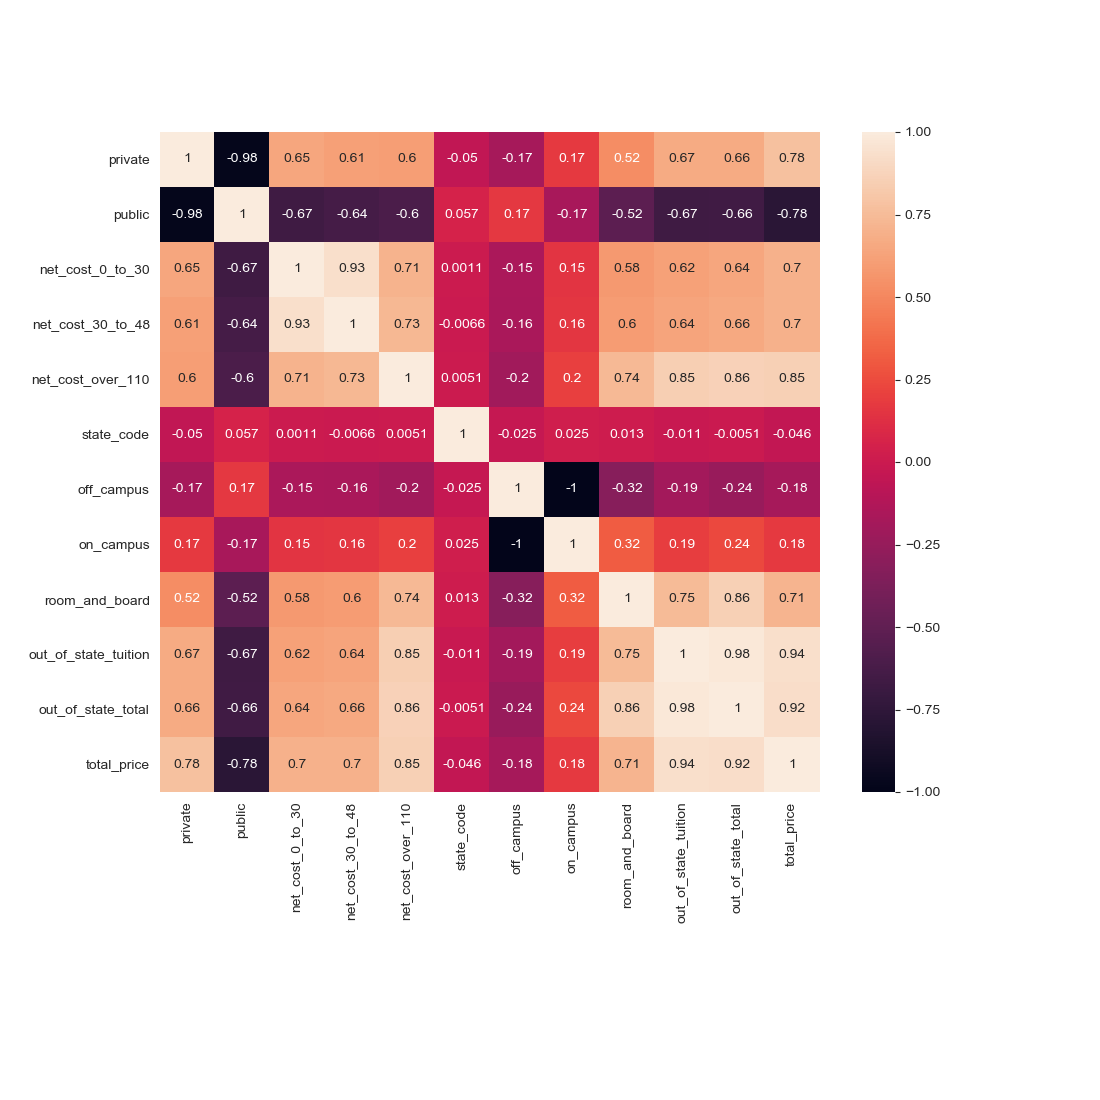 private 1 -0.98 0.65 0.61 0.6 -0.05 -0.17 0.17 0.52 0.67 0.66 0.78
public -0.98 1 -0.67 -0.64 -0.6 0.057 0.17 -0.17 -0.52 -0.67 -0.66 -0.78
net_cost_0_to_30 0.65 -0.67 1 0.93 0.71 0.0011 -0.15 0.15 0.58 0.62 0.64 0.7
net_cost_30_to_48 0.61 -0.64 0.93 1 0.73 -0.0066 -0.16 0.16 0.6 0.64 0.66 0.7
net_cost_over_110 0.6 -0.6 0.71 0.73 1 0.0051 -0.2 0.2 0.74 0.85 0.86 0.85
state_code -0.05 0.057 0.0011 -0.0066 0.0051 1 -0.025 0.025 0.013 -0.011 -0.0051 -0.046
off_campus -0.17 0.17 -0.15 -0.16 -0.2 -0.025 1 -1 -0.32 -0.19 -0.24 -0.18
on_campus 0.17 -0.17 0.15 0.16 0.2 0.025 -1 1 0.32 0.19 0.24 0.18
room_and_board 0.52 -0.52 0.58 0.6 0.74 0.013 -0.32 0.32 1 0.75 0.86 0.71
out_of_state_tuition 0.67 -0.67 0.62 0.64 0.85 -0.011 -0.19 0.19 0.75 1 0.98 0.94
out_of_state_total 0.66 -0.66 0.64 0.66 0.86 -0.0051 -0.24 0.24 0.86 0.98 1 0.92
total_price 0.78 -0.78 0.7 0.7 0.85 -0.046 -0.18 0.18 0.71 0.94 0.92 1
private
public
net_cost_0_to_30
net_cost_30_to_48
net_cost_over_110
state_code
off_campus
on_campus
room_and_board
out_of_state_tuition
out_of_state_total
total_price
1.00
0.75
0.50
0.25
0.00
−0.25
−0.50
−0.75
−1.00